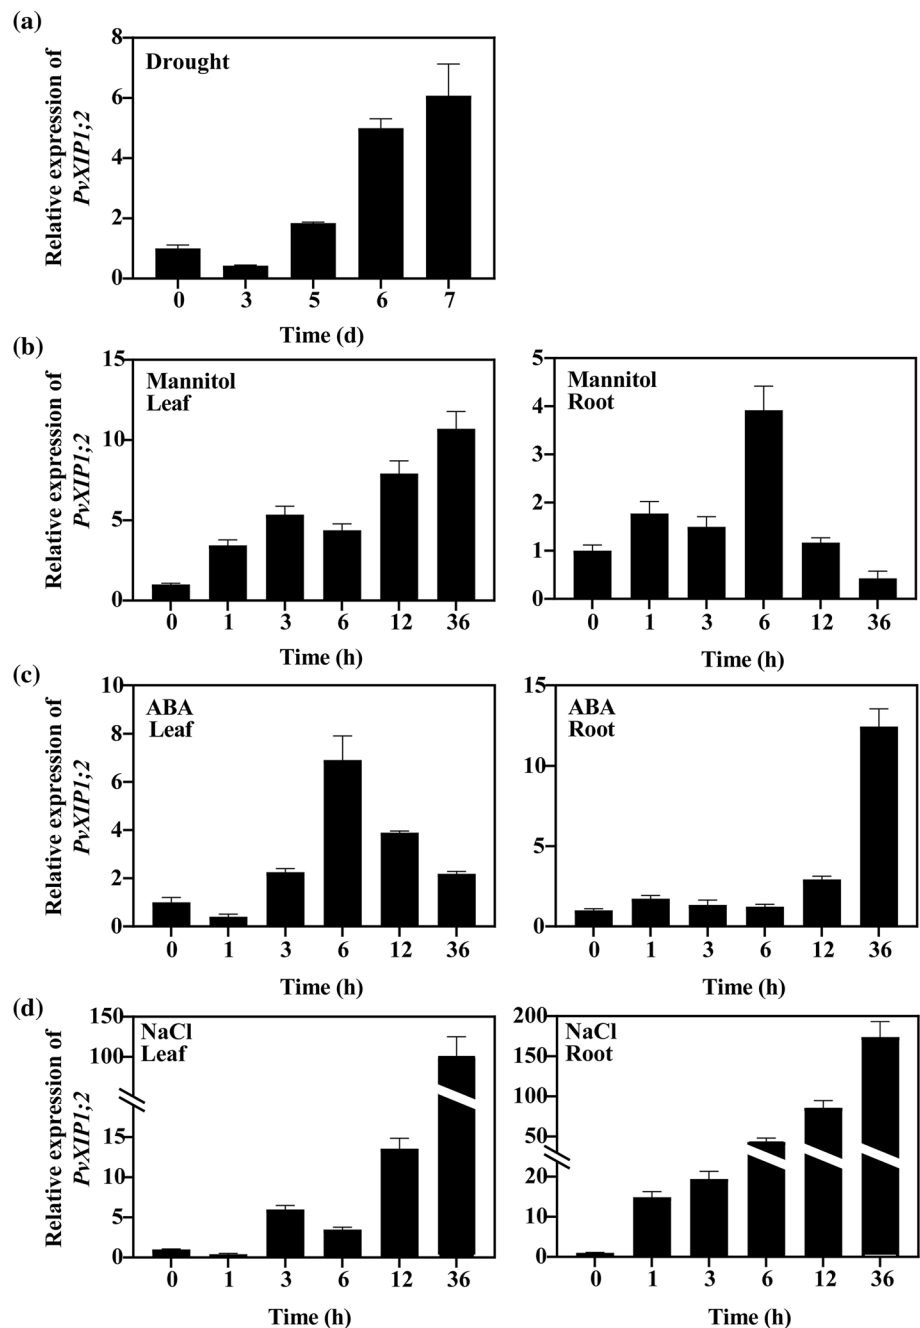 (a)
Relative expression of
PvXIP1;2
Drought
8
6
4
2
0
0 3 5 6 7
Time (d)
(b)
Relative expression of
PvXIP1;2
Mannitol
Leaf
15
10
5
0
0 1 3 6 12 36
Time (h)
Mannitol
Root
5
4
3
2
1
0
0 1 3 6 12 36
Time (h)
(c)
Relative expression of
PvXIP1;2
ABA
Leaf
10
8
6
4
2
0
0 1 3 6 12 36
Time (h)
ABA
Root
15
10
5
0
0 1 3 6 12 36
Time (h)
(d)
Relative expression of
PvXIP1;2
NaCl
Leaf
150
100
15
10
5
0
0 1 3 6 12 36
Time (h)
NaCl
Root
200
150
100
50
20
10
0
0 1 3 6 12 36
Time (h)